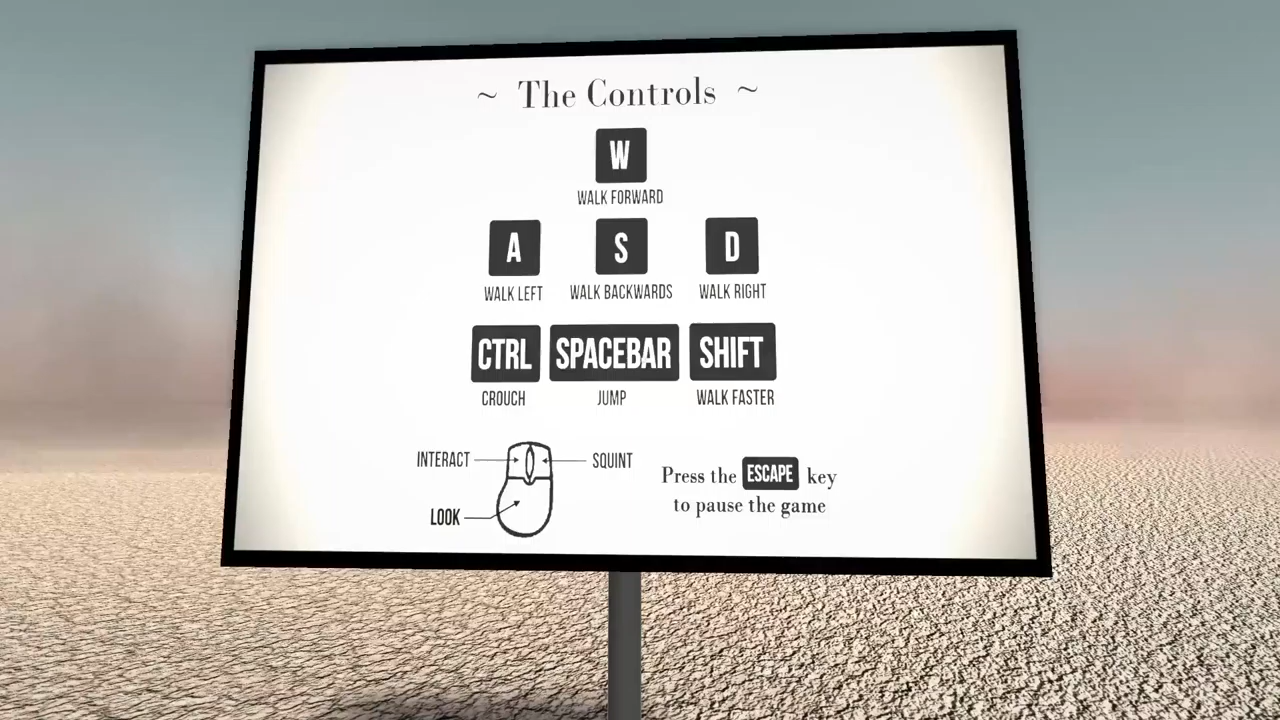 ~ The Controls ~
W
WALK FORWARD
A S D
WALK LEFT WALK BACKWARDS WALK RIGHT
CTRL SPACEBAR SHIFT
CROUCH JUMP WALK FASTER
INTERACT SQUINT
LOOK
Press the ESCAPE key
to pause the game